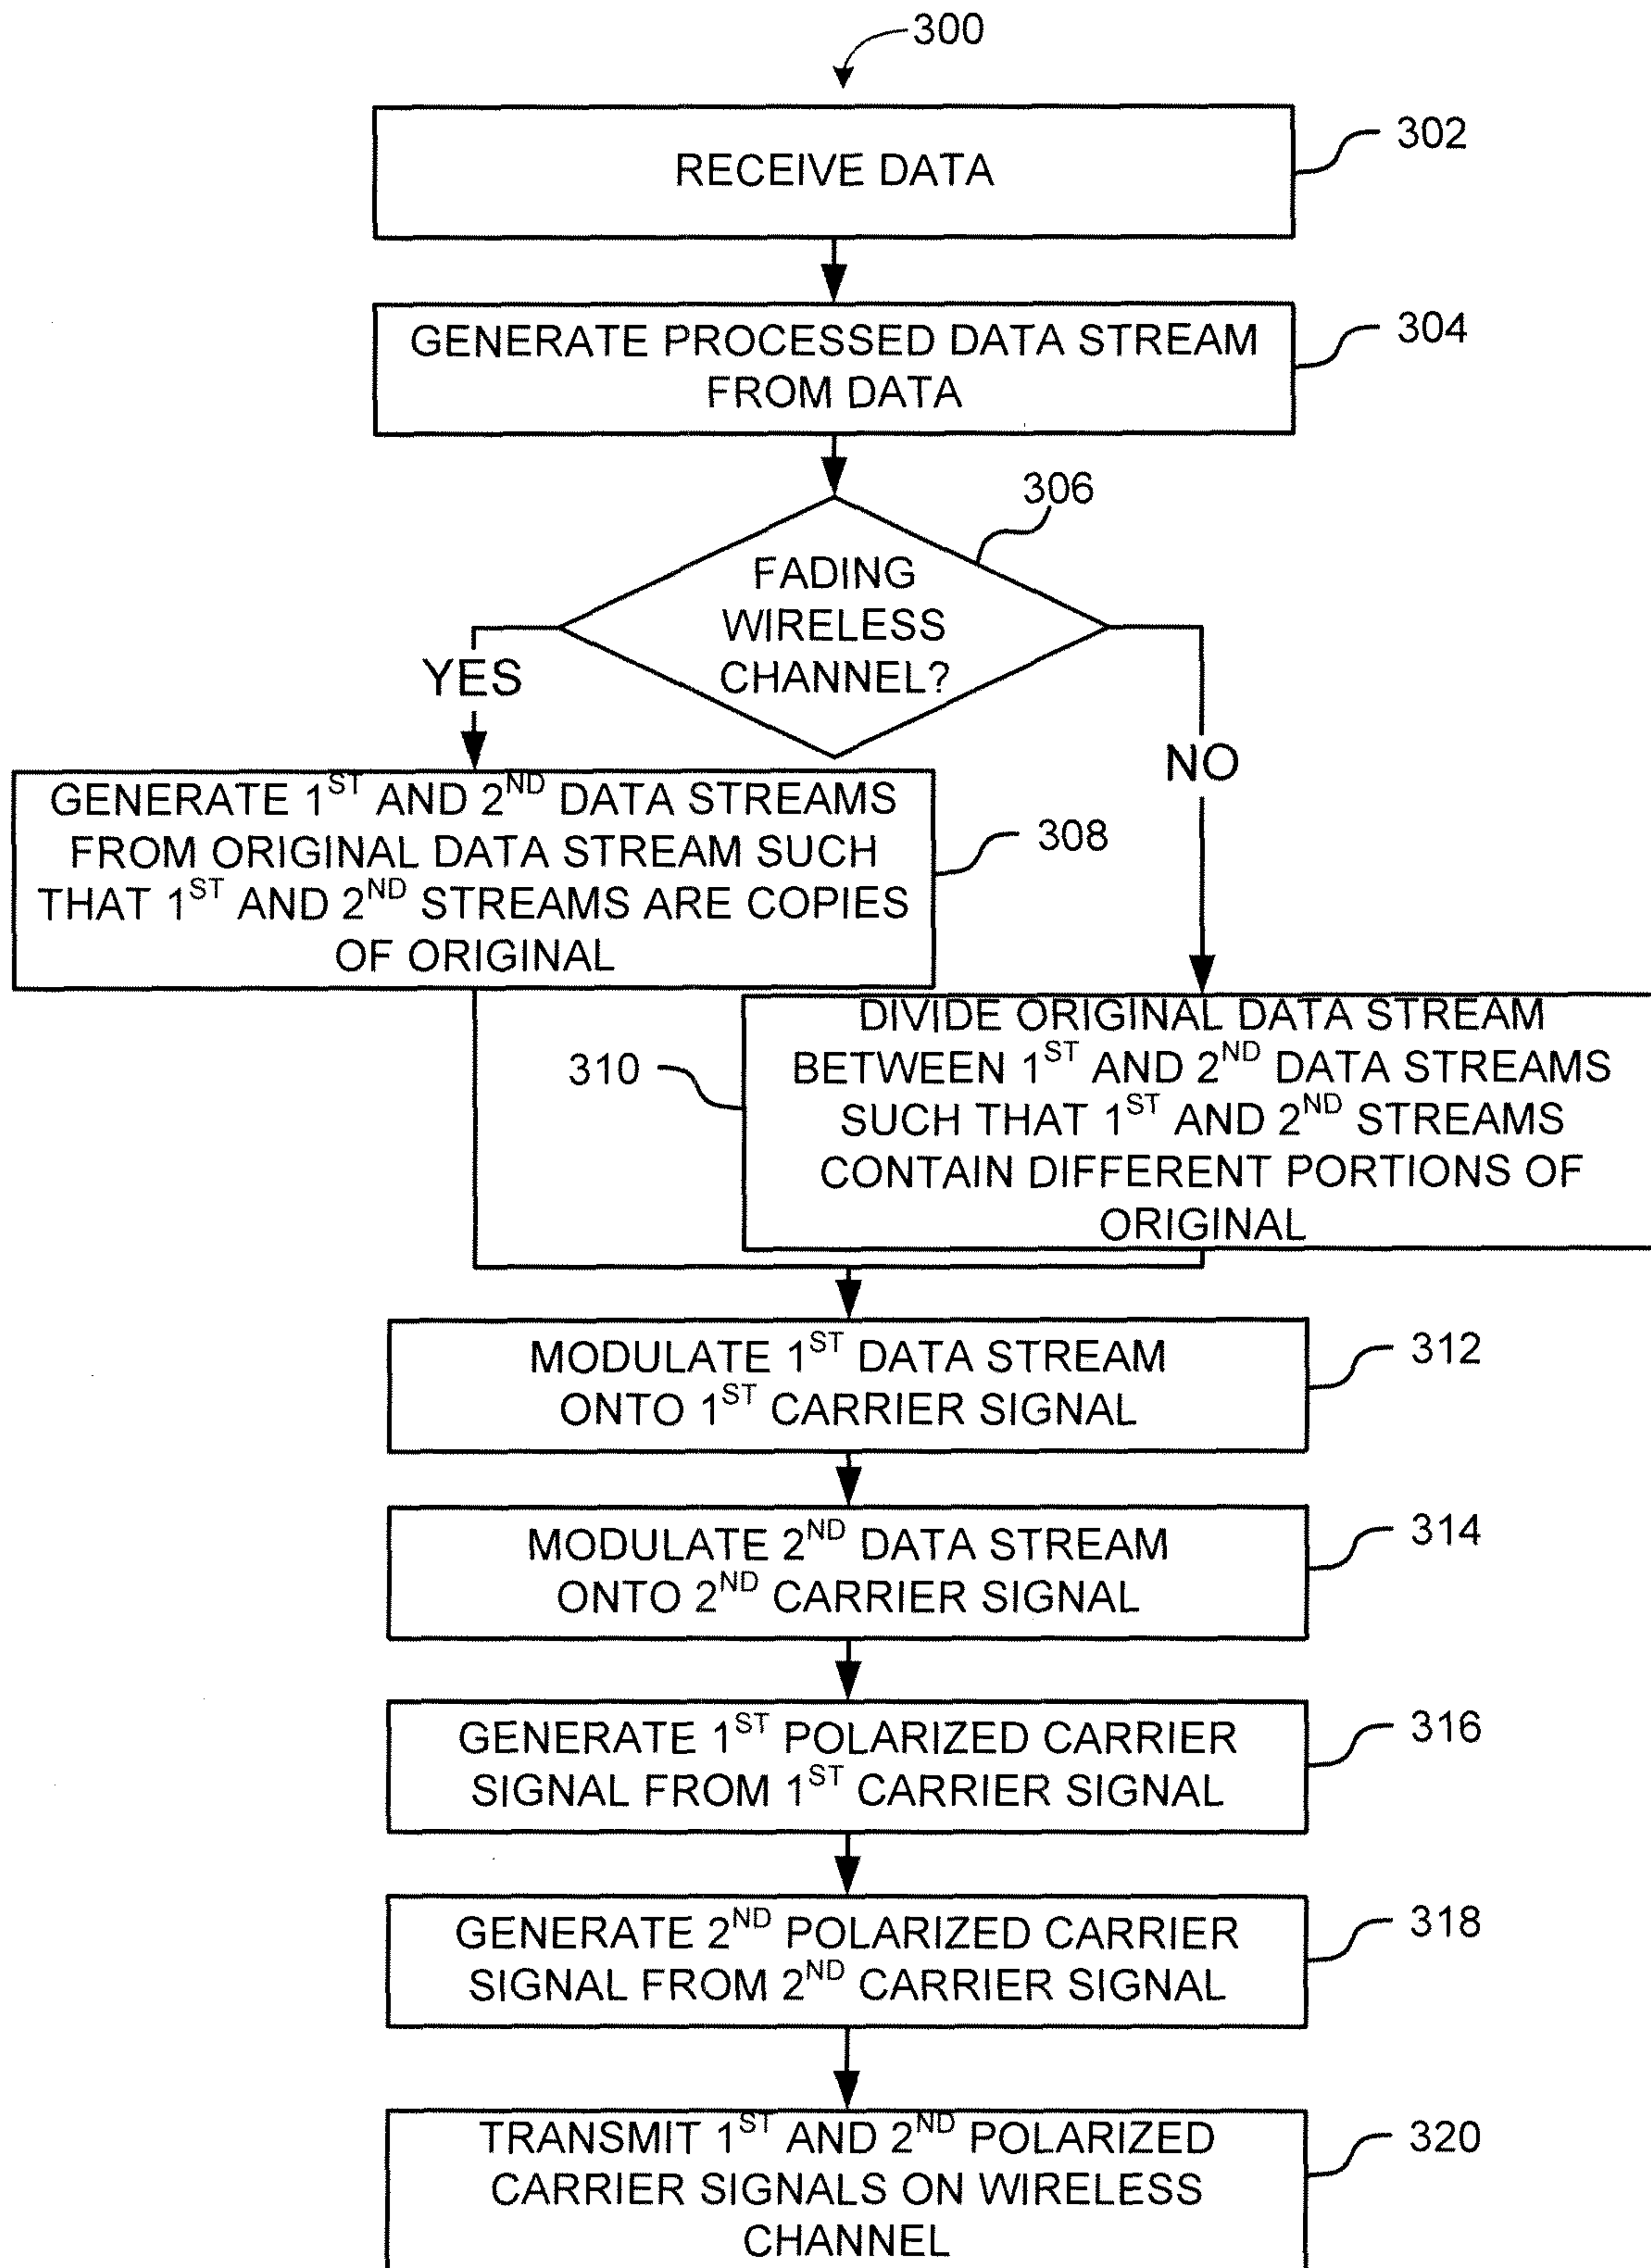 300
RECEIVE DATA
302
GENERATE PROCESSED DATA STREAM
FROM DATA
304
306
FADING
WIRELESS
CHANNEL?
YES
NO
GENERATE 1ST AND 2ND DATA STREAMS
FROM ORIGINAL DATA STREAM SUCH
THAT 1ST AND 2ND STREAMS ARE COPIES
OF ORIGINAL
308
310
DIVIDE ORIGINAL DATA STREAM
BETWEEN 1ST AND 2ND DATA STREAMS
SUCH THAT 1ST AND 2ND STREAMS
CONTAIN DIFFERENT PORTIONS OF
ORIGINAL
MODULATE 1ST DATA STREAM
ONTO 1ST CARRIER SIGNAL
312
MODULATE 2ND DATA STREAM
ONTO 2ND CARRIER SIGNAL
314
GENERATE 1ST POLARIZED CARRIER
SIGNAL FROM 1ST CARRIER SIGNAL
316
GENERATE 2ND POLARIZED CARRIER
SIGNAL FROM 2ND CARRIER SIGNAL
318
TRANSMIT 1ST AND 2ND POLARIZED
CARRIER SIGNALS ON WIRELESS
CHANNEL
320